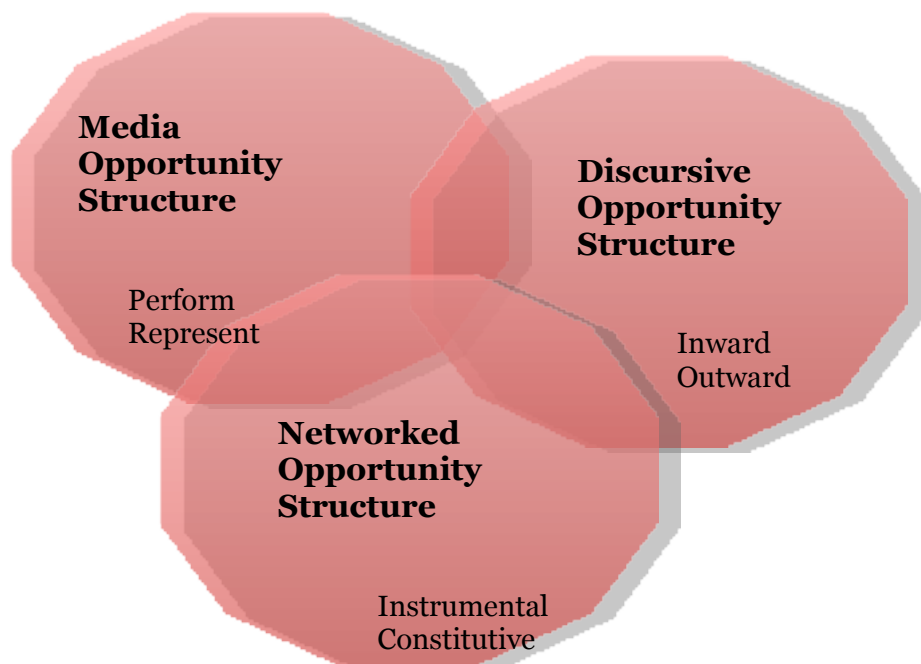 Media
Opportunity
Structure
Perform
Represent
Discursive
Opportunity
Structure
Inward
Outward
Networked
Opportunity
Structure
Instrumental
Constitutive